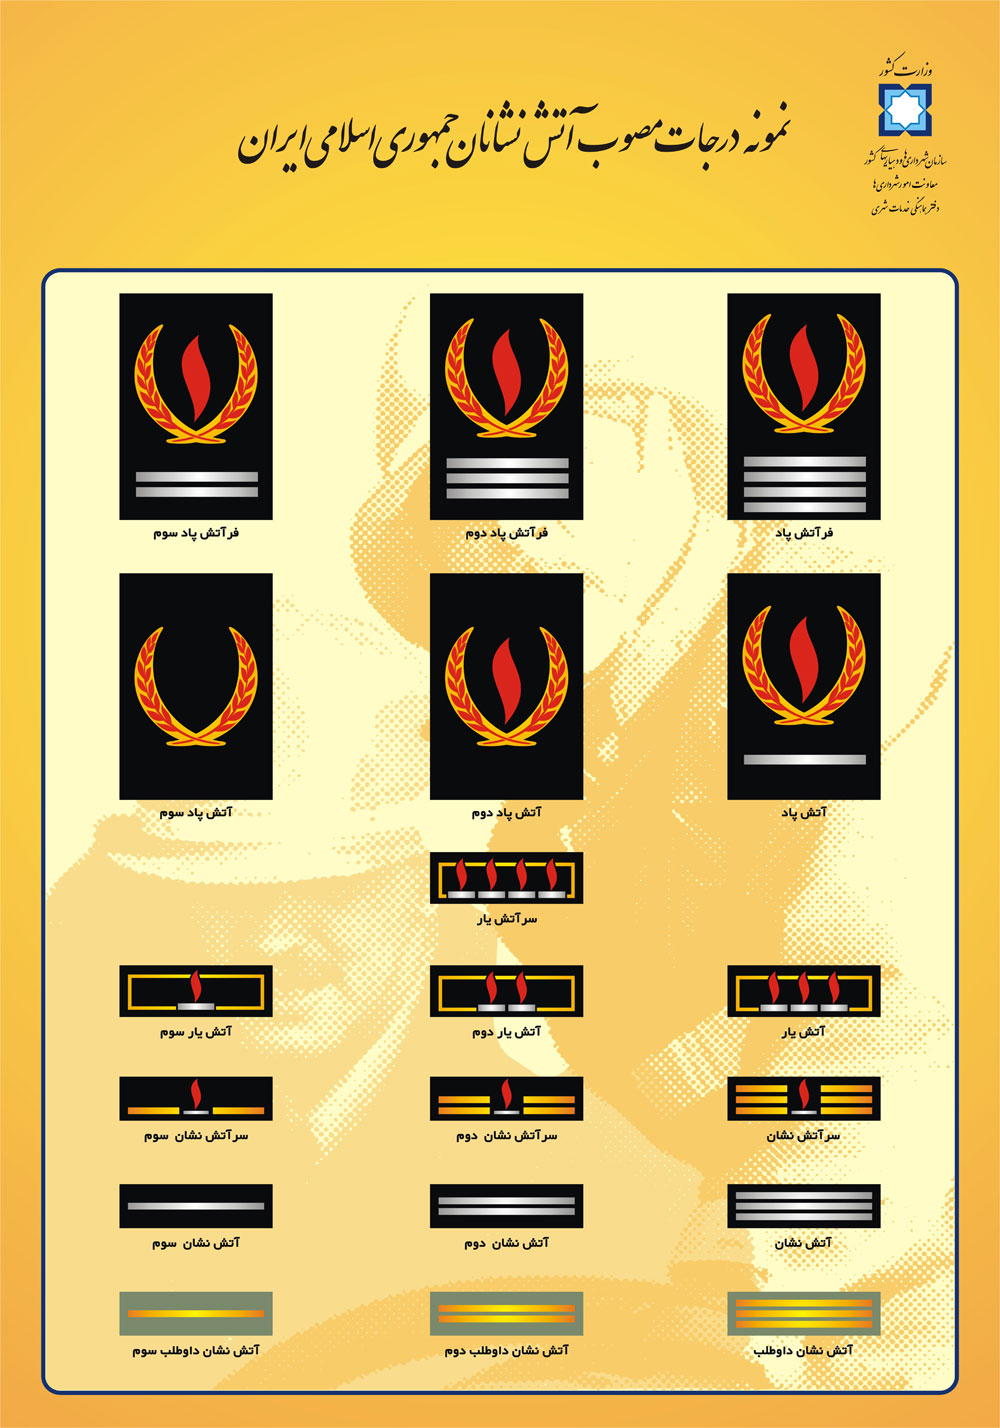 وزارت کشور
سازمان شهرداری‌ها و دهیاریهای کشور
معاونت امور شهرداری‌ها
دفتر هماهنگی خدمات شهری
نمونه درجات مصوب آتش نشانان جمهوری اسلامی ایران
فرآتش پاد فرآتش پاد دوم فرآتش پاد سوم
آتش پاد آتش پاد دوم آتش پاد سوم
سرآتش یار
آتش یار آتش یار دوم آتش یار سوم
سرآتش نشان سرآتش نشان دوم سرآتش نشان سوم
آتش نشان آتش نشان دوم آتش نشان سوم
آتش نشان داوطلب آتش نشان داوطلب دوم آتش نشان داوطلب سوم